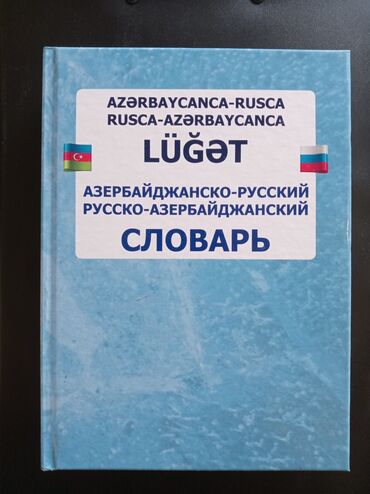 AZƏRBAYCANCA-RUSCA
RUSCA-AZƏRBAYCANCA
LÜĞƏT
АЗЕРБАЙДЖАНСКО-РУССКИЙ
РУССКО-АЗЕРБАЙДЖАНСКИЙ
СЛОВАРЬ